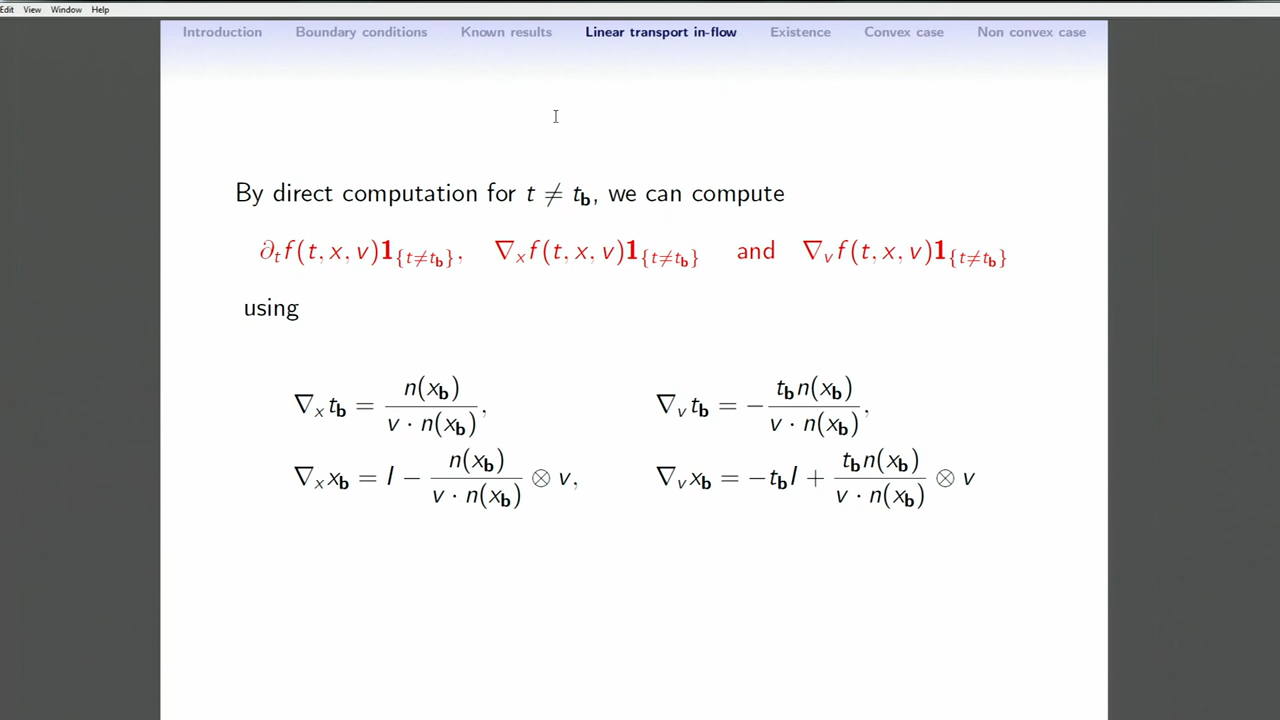 Edit View Window Help
Introduction Boundary conditions Known results Linear transport in-flow Existence Convex case Non convex case
By direct computation for t ≠ t_b, we can compute
∂_t f(t, x, v)1_{t≠t_b}, ∇_x f(t, x, v)1_{t≠t_b} and ∇_v f(t, x, v)1_{t≠t_b}
using
∇_x t_b = n(x_b) / (v · n(x_b)), ∇_v t_b = − t_b n(x_b) / (v · n(x_b)),
∇_x x_b = I − n(x_b) / (v · n(x_b)) ⊗ v, ∇_v x_b = −t_b I + t_b n(x_b) / (v · n(x_b)) ⊗ v